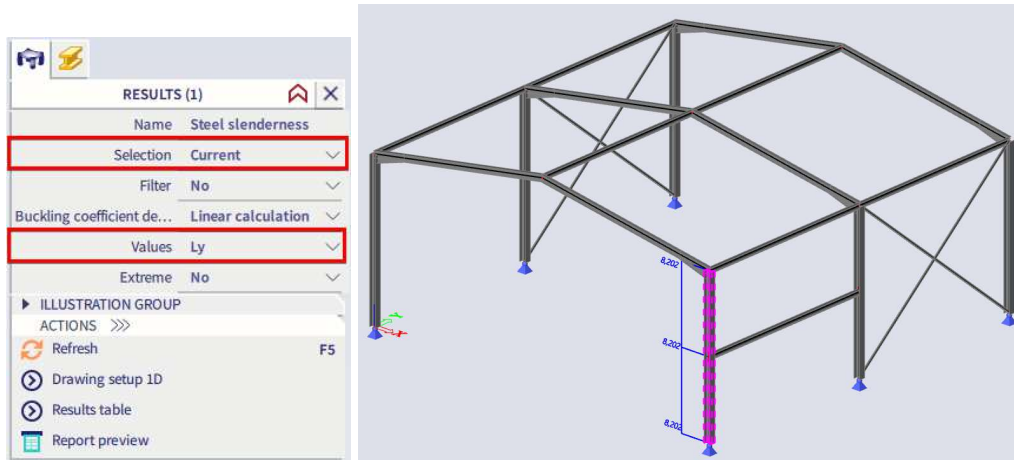 RESULTS (1)
Name Steel slenderness
Selection Current
Filter No
Buckling coefficient de... Linear calculation
Values Ly
Extreme No
ILLUSTRATION GROUP
ACTIONS >>>
Refresh F5
Drawing setup 1D
Results table
Report preview
8,202
8,202
8,202
Y
X